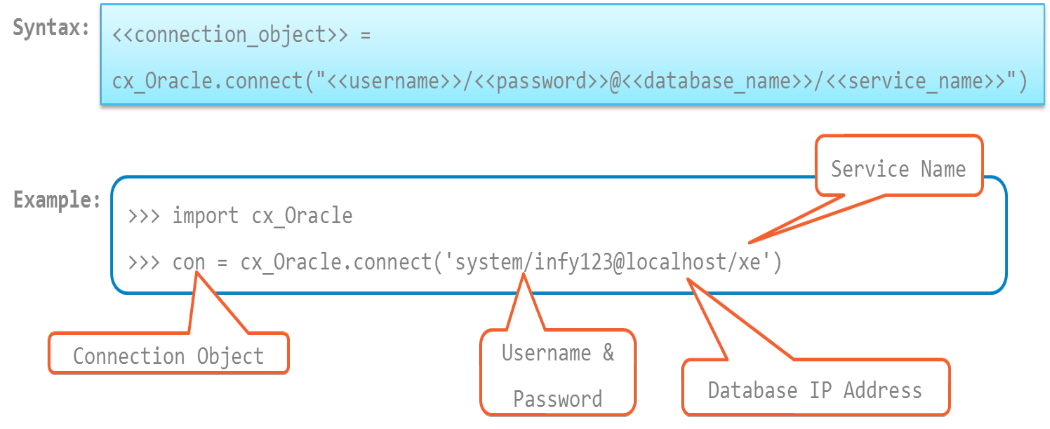 Syntax:
<<connection_object>> =
cx_Oracle.connect("<<username>>/<<password>>@<<database_name>>/<<service_name>>")
Service Name
Example:
>>> import cx_Oracle
>>> con = cx_Oracle.connect('system/infy123@localhost/xe')
Connection Object
Username &
Password
Database IP Address